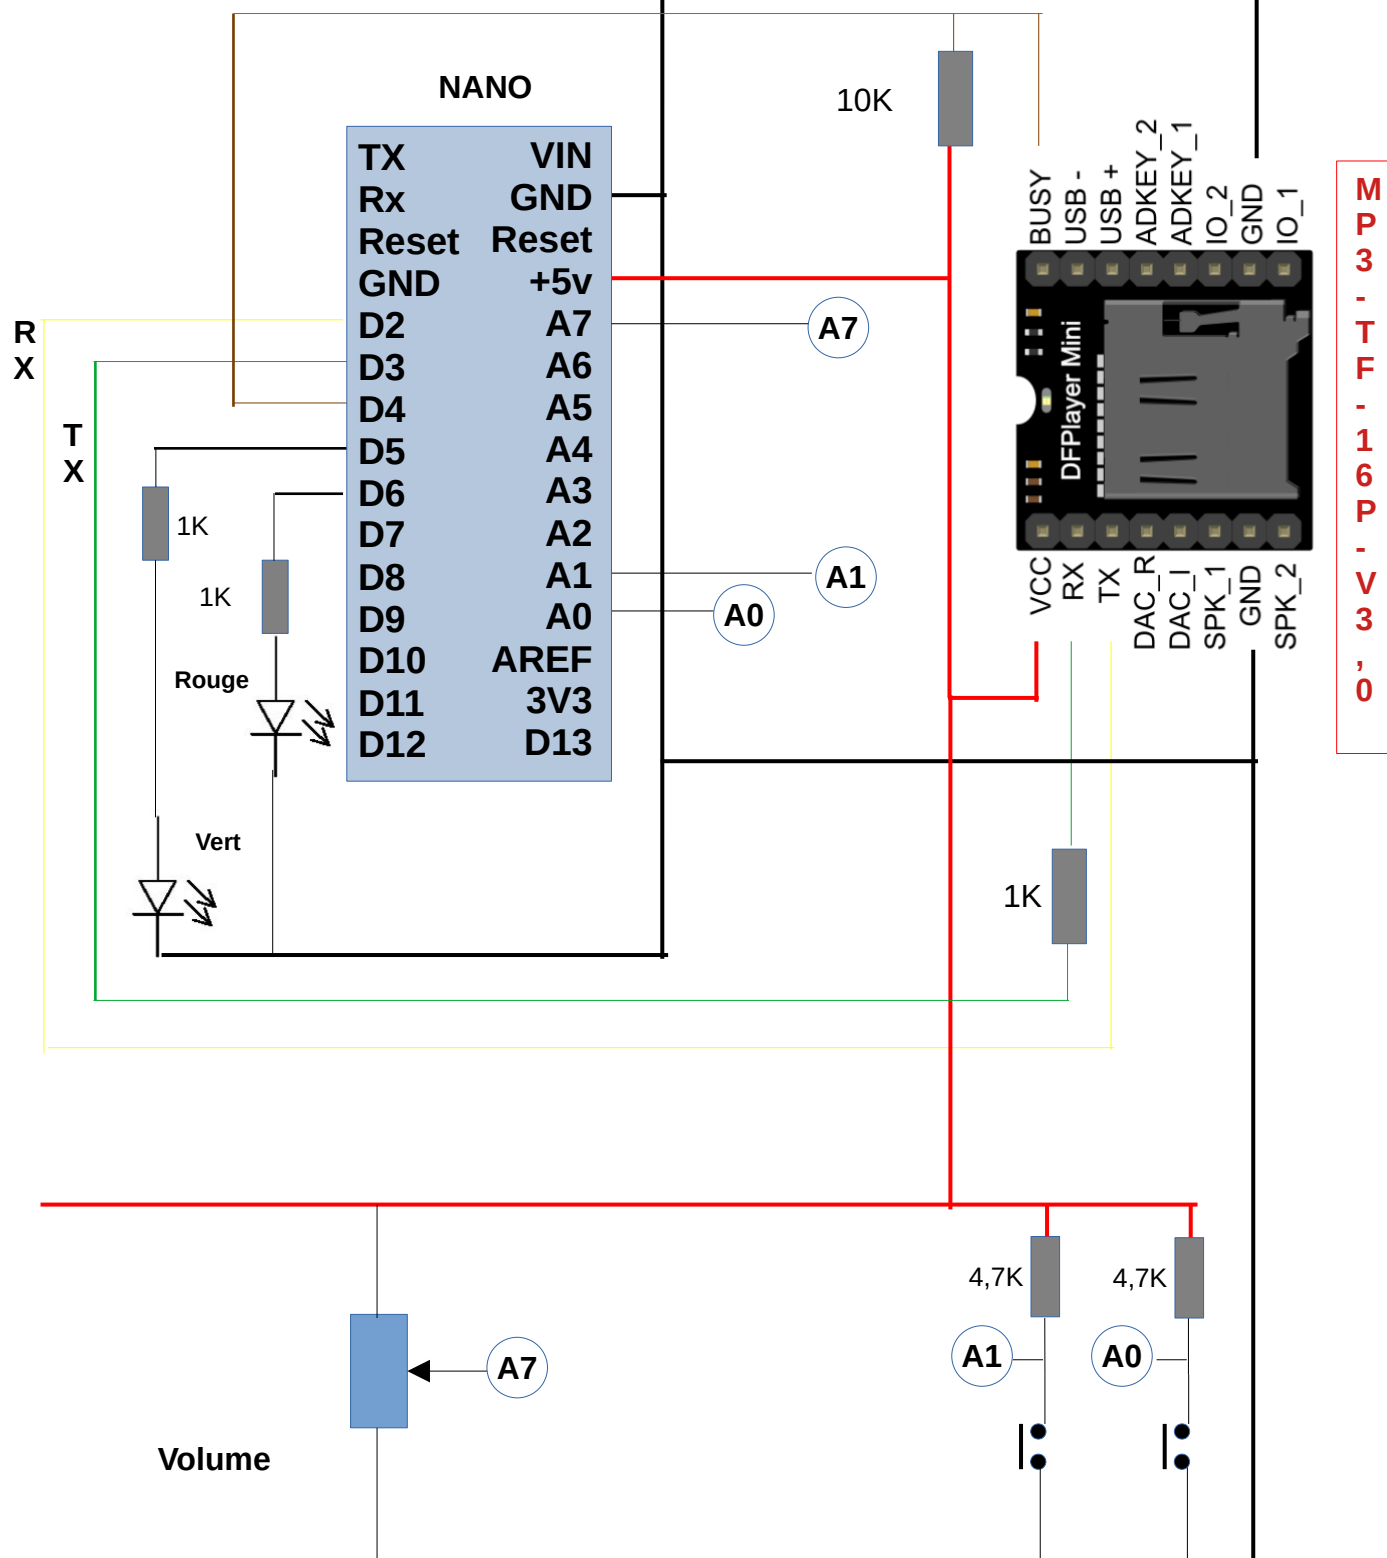 NANO
10K
TX VIN
Rx GND
Reset Reset
GND +5v
D2 A7
D3 A6
D4 A5
D5 A4
D6 A3
D7 A2
D8 A1
D9 A0
D10 AREF
D11 3V3
D12 D13
RX
TX
A7
A1
A0
1K
1K
Rouge
Vert
BUSY
USB -
USB +
ADKEY_2
ADKEY_1
IO_2
GND
IO_1
DFPlayer Mini
VCC
RX
TX
DAC_R
DAC_I
SPK_1
GND
SPK_2
MP3-TF-16P-V3,0
1K
4,7K
4,7K
A1
A0
A7
Volume